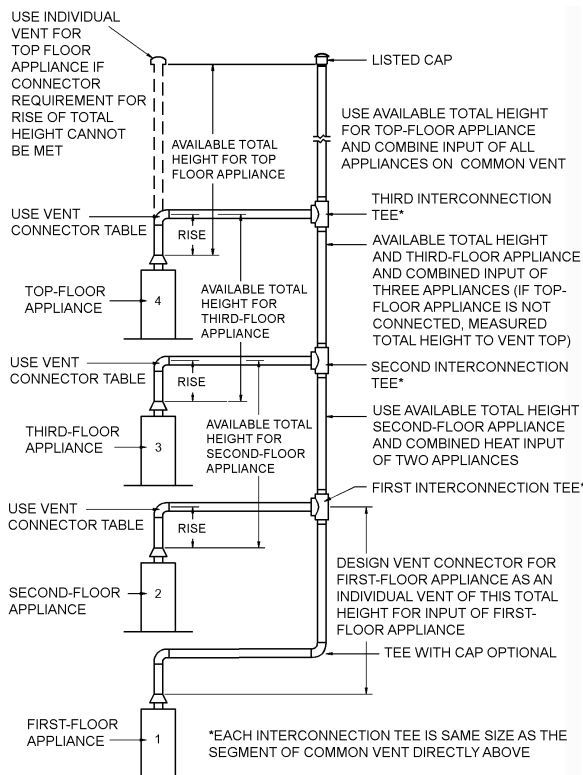 USE INDIVIDUAL
VENT FOR
TOP FLOOR
APPLIANCE IF
CONNECTOR
REQUIREMENT FOR
RISE OF TOTAL
HEIGHT CANNOT
BE MET
LISTED CAP
AVAILABLE TOTAL
HEIGHT FOR TOP
FLOOR APPLIANCE
USE AVAILABLE TOTAL HEIGHT
FOR TOP-FLOOR APPLIANCE
AND COMBINE INPUT OF ALL
APPLIANCES ON COMMON VENT
USE VENT
CONNECTOR TABLE
RISE
THIRD INTERCONNECTION
TEE*
TOP-FLOOR
APPLIANCE
4
AVAILABLE TOTAL
HEIGHT FOR
THIRD-FLOOR
APPLIANCE
AVAILABLE TOTAL HEIGHT
AND THIRD-FLOOR APPLIANCE
AND COMBINED INPUT OF
THREE APPLIANCES (IF TOP-
FLOOR APPLIANCE IS NOT
CONNECTED, MEASURED
TOTAL HEIGHT TO VENT TOP)
USE VENT
CONNECTOR TABLE
RISE
SECOND INTERCONNECTION
TEE*
THIRD-FLOOR
APPLIANCE
3
AVAILABLE TOTAL
HEIGHT FOR
SECOND-FLOOR
APPLIANCE
USE AVAILABLE TOTAL HEIGHT
SECOND-FLOOR APPLIANCE
AND COMBINED HEAT INPUT
OF TWO APPLIANCES
USE VENT
CONNECTOR TABLE
RISE
FIRST INTERCONNECTION TEE*
SECOND-FLOOR
APPLIANCE
2
DESIGN VENT CONNECTOR FOR
FIRST-FLOOR APPLIANCE AS AN
INDIVIDUAL VENT OF THIS TOTAL
HEIGHT FOR INPUT OF FIRST-
FLOOR APPLIANCE
TEE WITH CAP OPTIONAL
FIRST-FLOOR
APPLIANCE
1
*EACH INTERCONNECTION TEE IS SAME SIZE AS THE
SEGMENT OF COMMON VENT DIRECTLY ABOVE